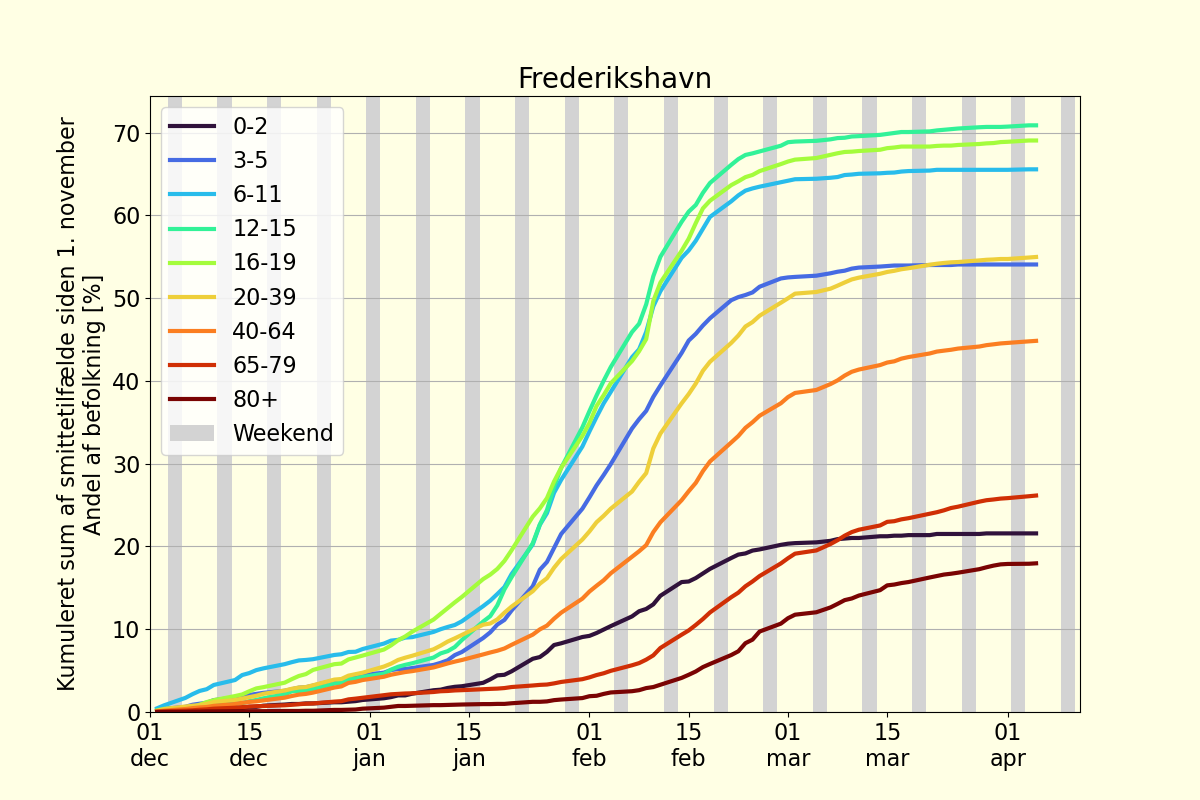 Frederikshavn
Kumuleret sum af smittetilfælde siden 1. november
Andel af befolkning [%]
70
60
50
40
30
20
10
0
0-2
3-5
6-11
12-15
16-19
20-39
40-64
65-79
80+
Weekend
01 15 01 15 01 15 01 15 01
dec dec jan jan feb feb mar mar apr